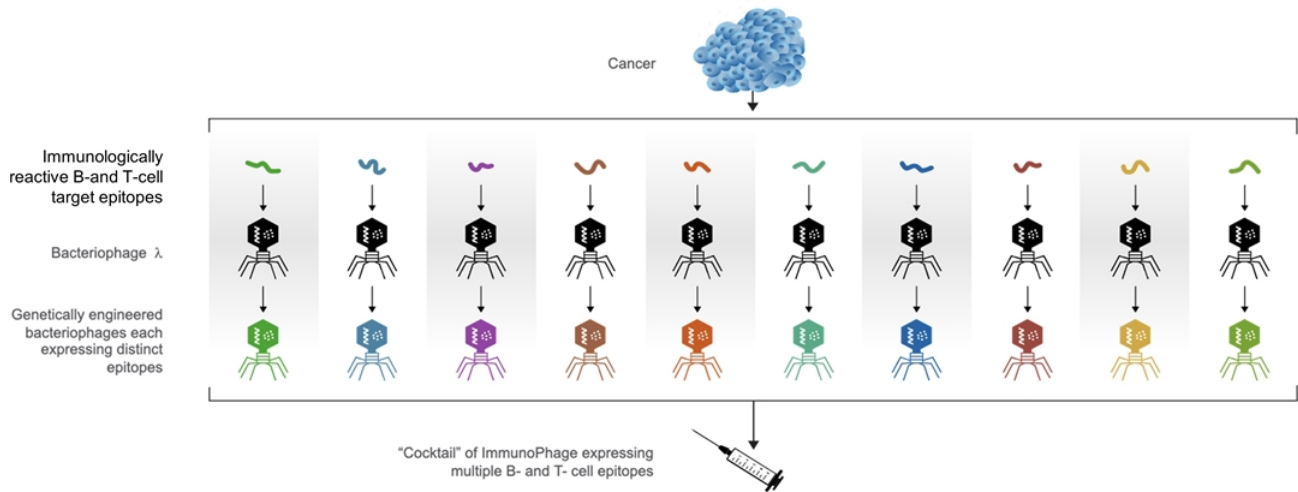 Cancer
Immunologically
reactive B-and T-cell
target epitopes
Bacteriophage λ
Genetically engineered
bacteriophages each
expressing distinct
epitopes
“Cocktail” of ImmunoPhage expressing
multiple B- and T- cell epitopes